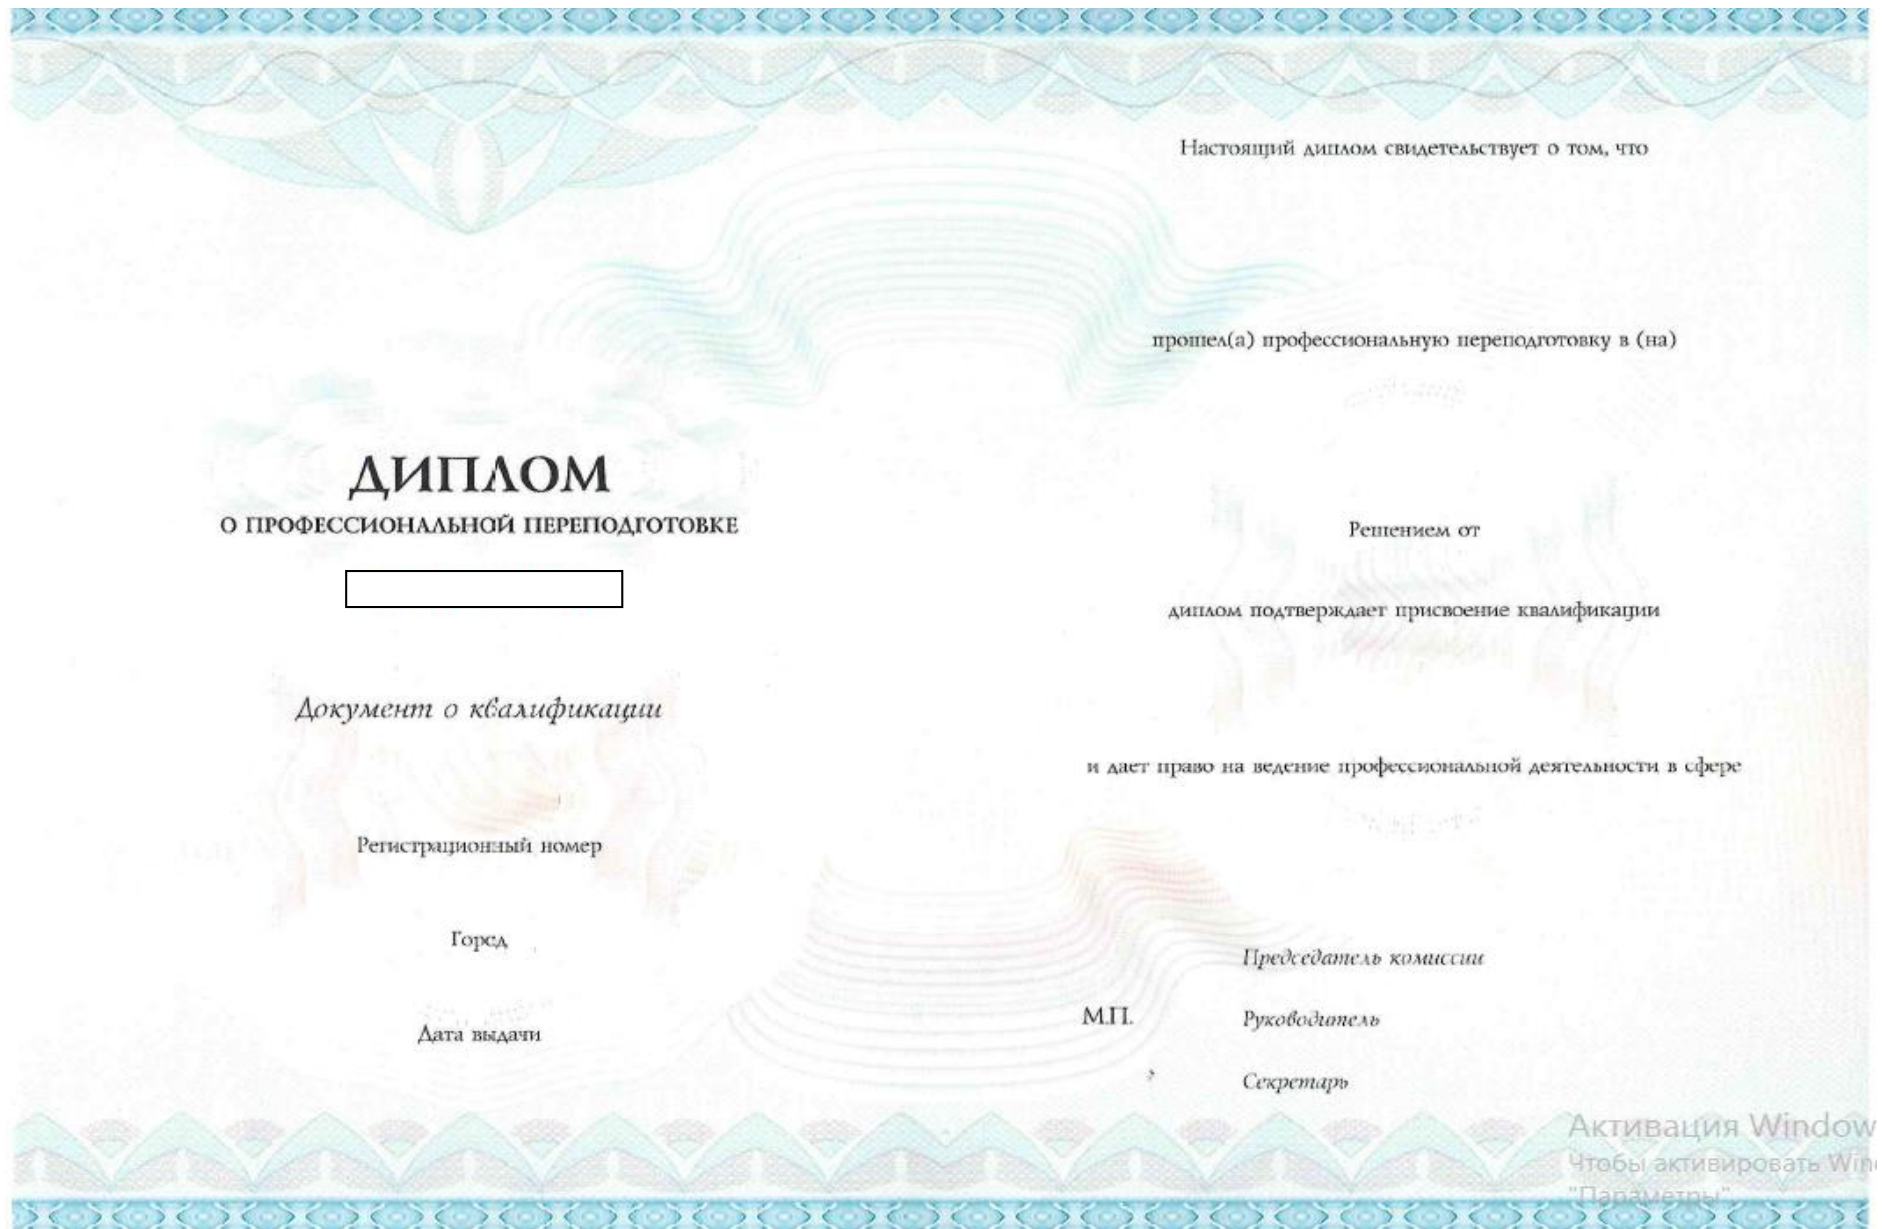 ДИПЛОМ
О ПРОФЕССИОНАЛЬНОЙ ПЕРЕПОДГОТОВКЕ
Документ о квалификации
Регистрационный номер
Город
Дата выдачи
Настоящий диплом свидетельствует о том, что
прошел(а) профессиональную переподготовку в (на)
Решением от
диплом подтверждает присвоение квалификации
и дает право на ведение профессиональной деятельности в сфере
Председатель комиссии
М.П.
Руководитель
Секретарь
Активация Window
Чтобы активировать Win
"Параметры".